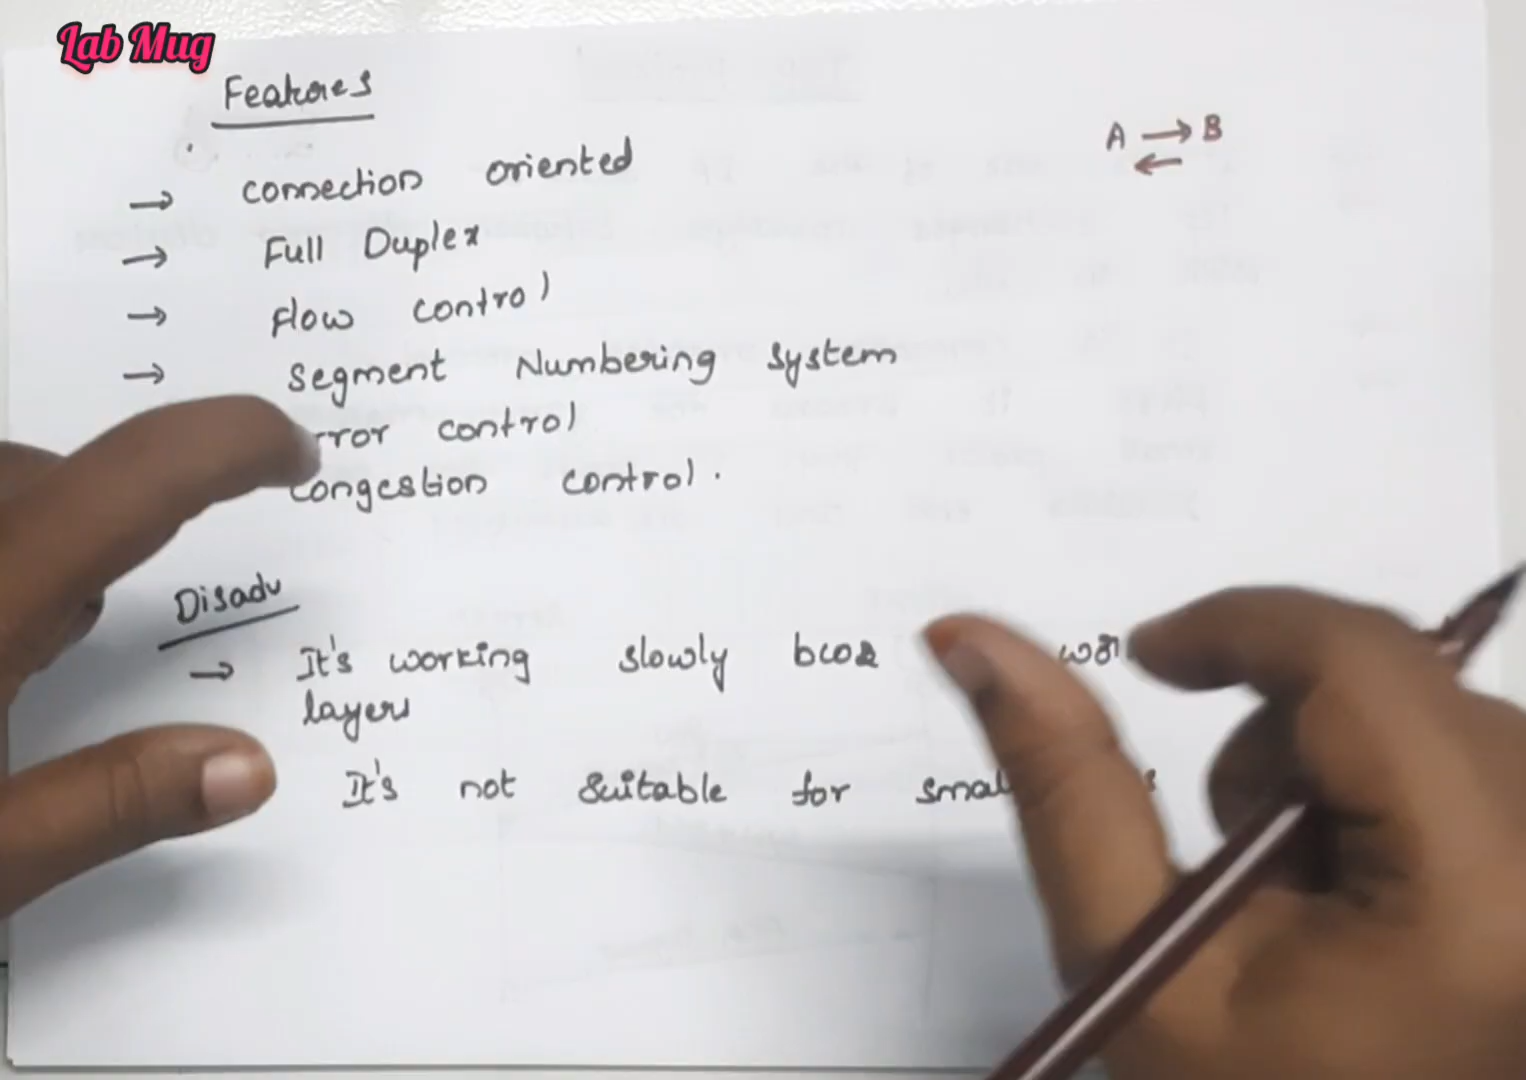 Lab Mug
Features
A → B
←
→ connection oriented
→ Full Duplex
→ flow control
→ Segment Numbering system
rror control
congestion control.
Disadv
→ It's working slowly bcoz
layers
It's not suitable for